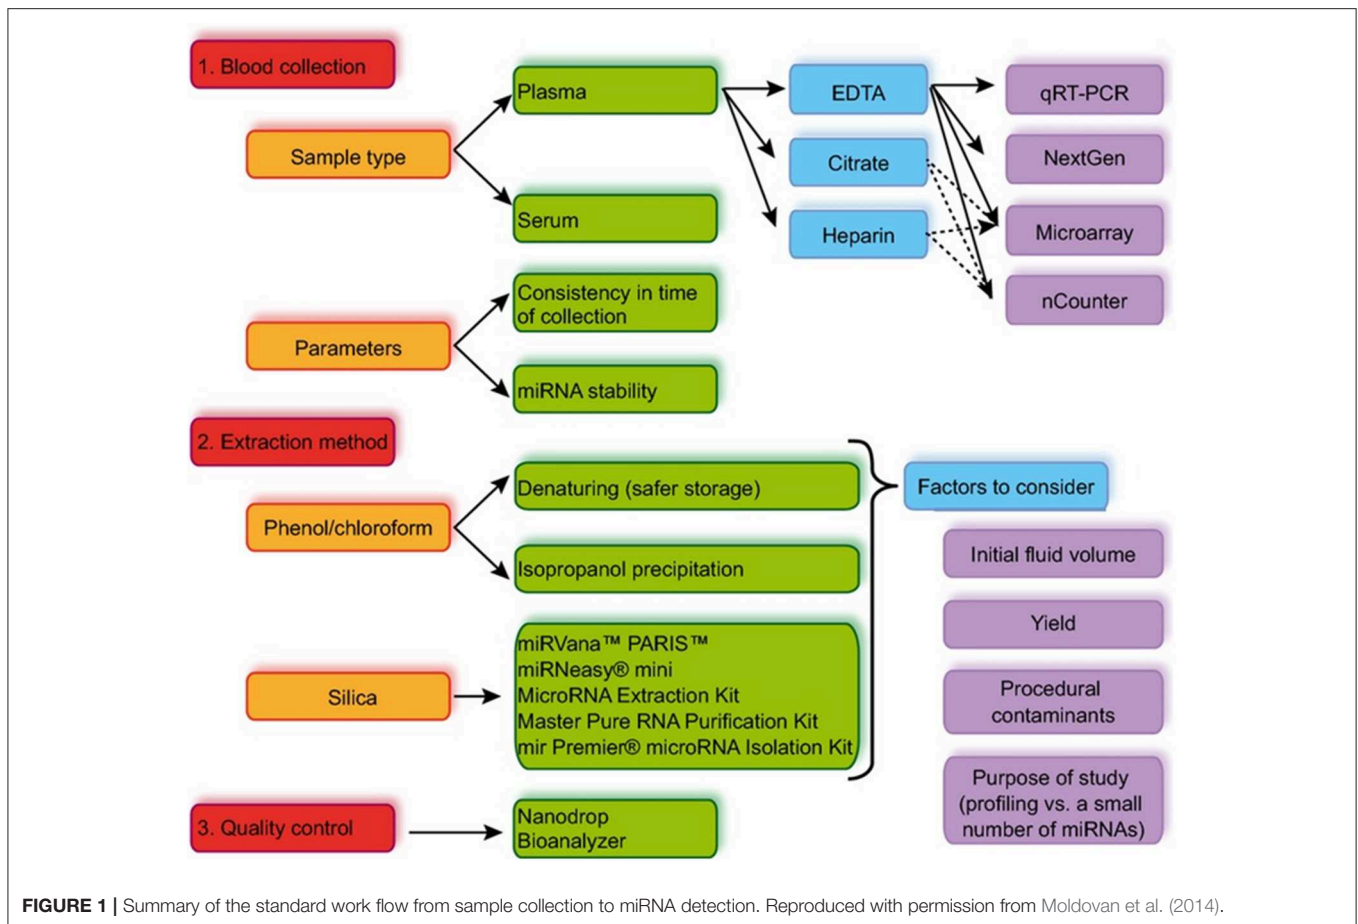 1. Blood collection
Sample type
Plasma
Serum
EDTA
Citrate
Heparin
qRT-PCR
NextGen
Microarray
nCounter
Parameters
Consistency in time
of collection
miRNA stability
2. Extraction method
Phenol/chloroform
Denaturing (safer storage)
Isopropanol precipitation
Silica
miRVana™ PARIS™
miRNeasy® mini
MicroRNA Extraction Kit
Master Pure RNA Purification Kit
mir Premier® microRNA Isolation Kit
Factors to consider
Initial fluid volume
Yield
Procedural
contaminants
Purpose of study
(profiling vs. a small
number of miRNAs)
3. Quality control
Nanodrop
Bioanalyzer
FIGURE 1 | Summary of the standard work flow from sample collection to miRNA detection. Reproduced with permission from Moldovan et al. (2014).